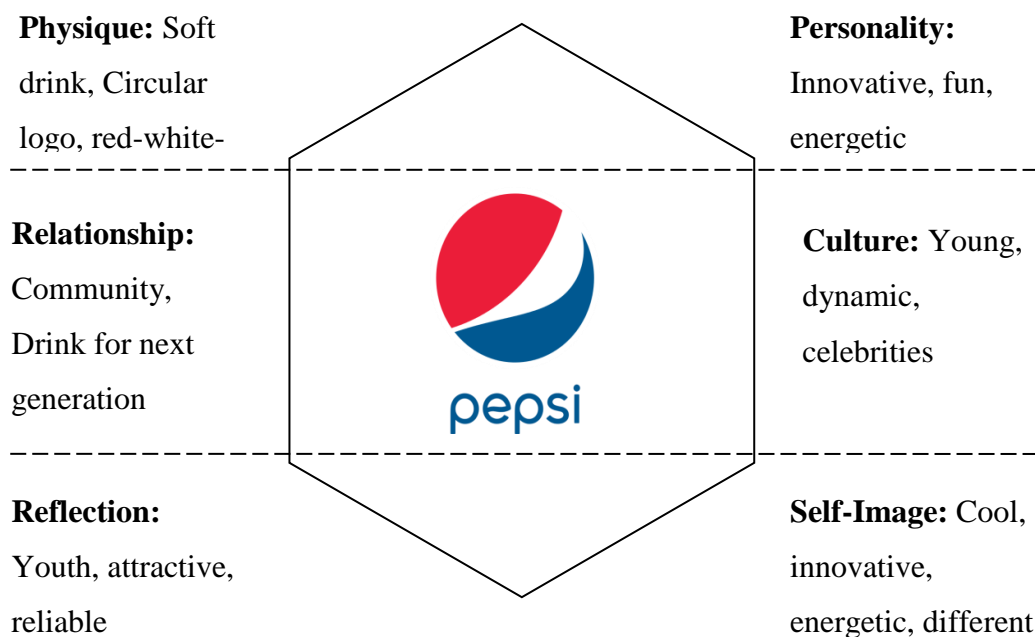 Physique: Soft
drink, Circular
logo, red-white-
Personality:
Innovative, fun,
energetic
Relationship:
Community,
Drink for next
generation
pepsi
Culture: Young,
dynamic,
celebrities
Reflection:
Youth, attractive,
reliable
Self-Image: Cool,
innovative,
energetic, different